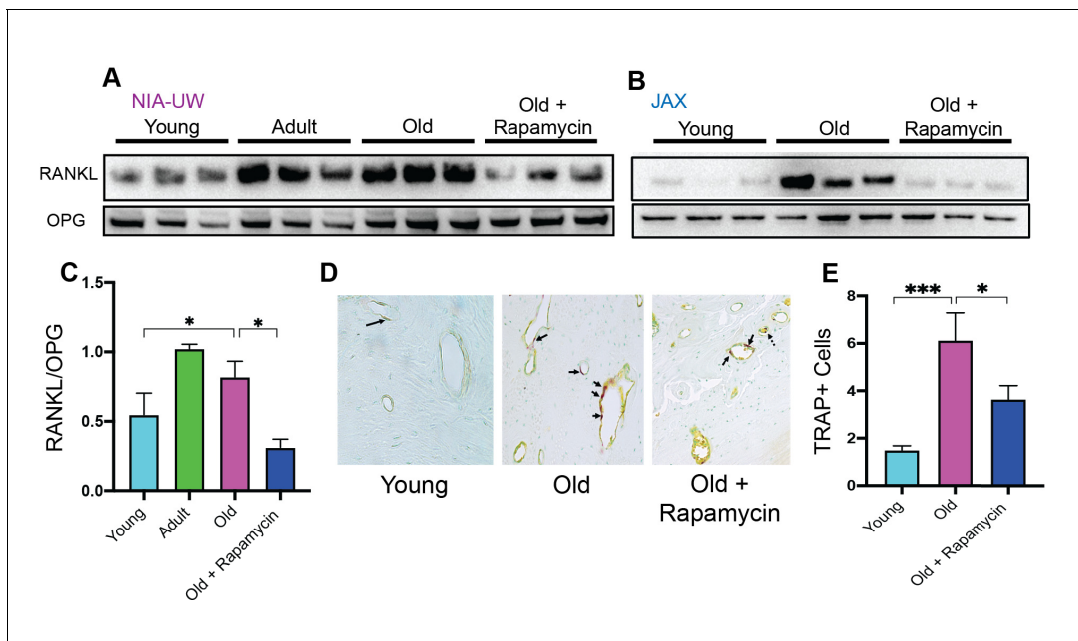 A
NIA-UW
Young
Adult
Old
Old +
Rapamycin
RANKL
OPG
B
JAX
Young
Old
Old +
Rapamycin
C
RANKL/OPG
1.5
1.0
0.5
0.0
*
*
Young
Adult
Old
Old + Rapamycin
D
Young
Old
Old +
Rapamycin
E
TRAP+ Cells
8
6
4
2
0
***
*
Young
Old
Old + Rapamycin